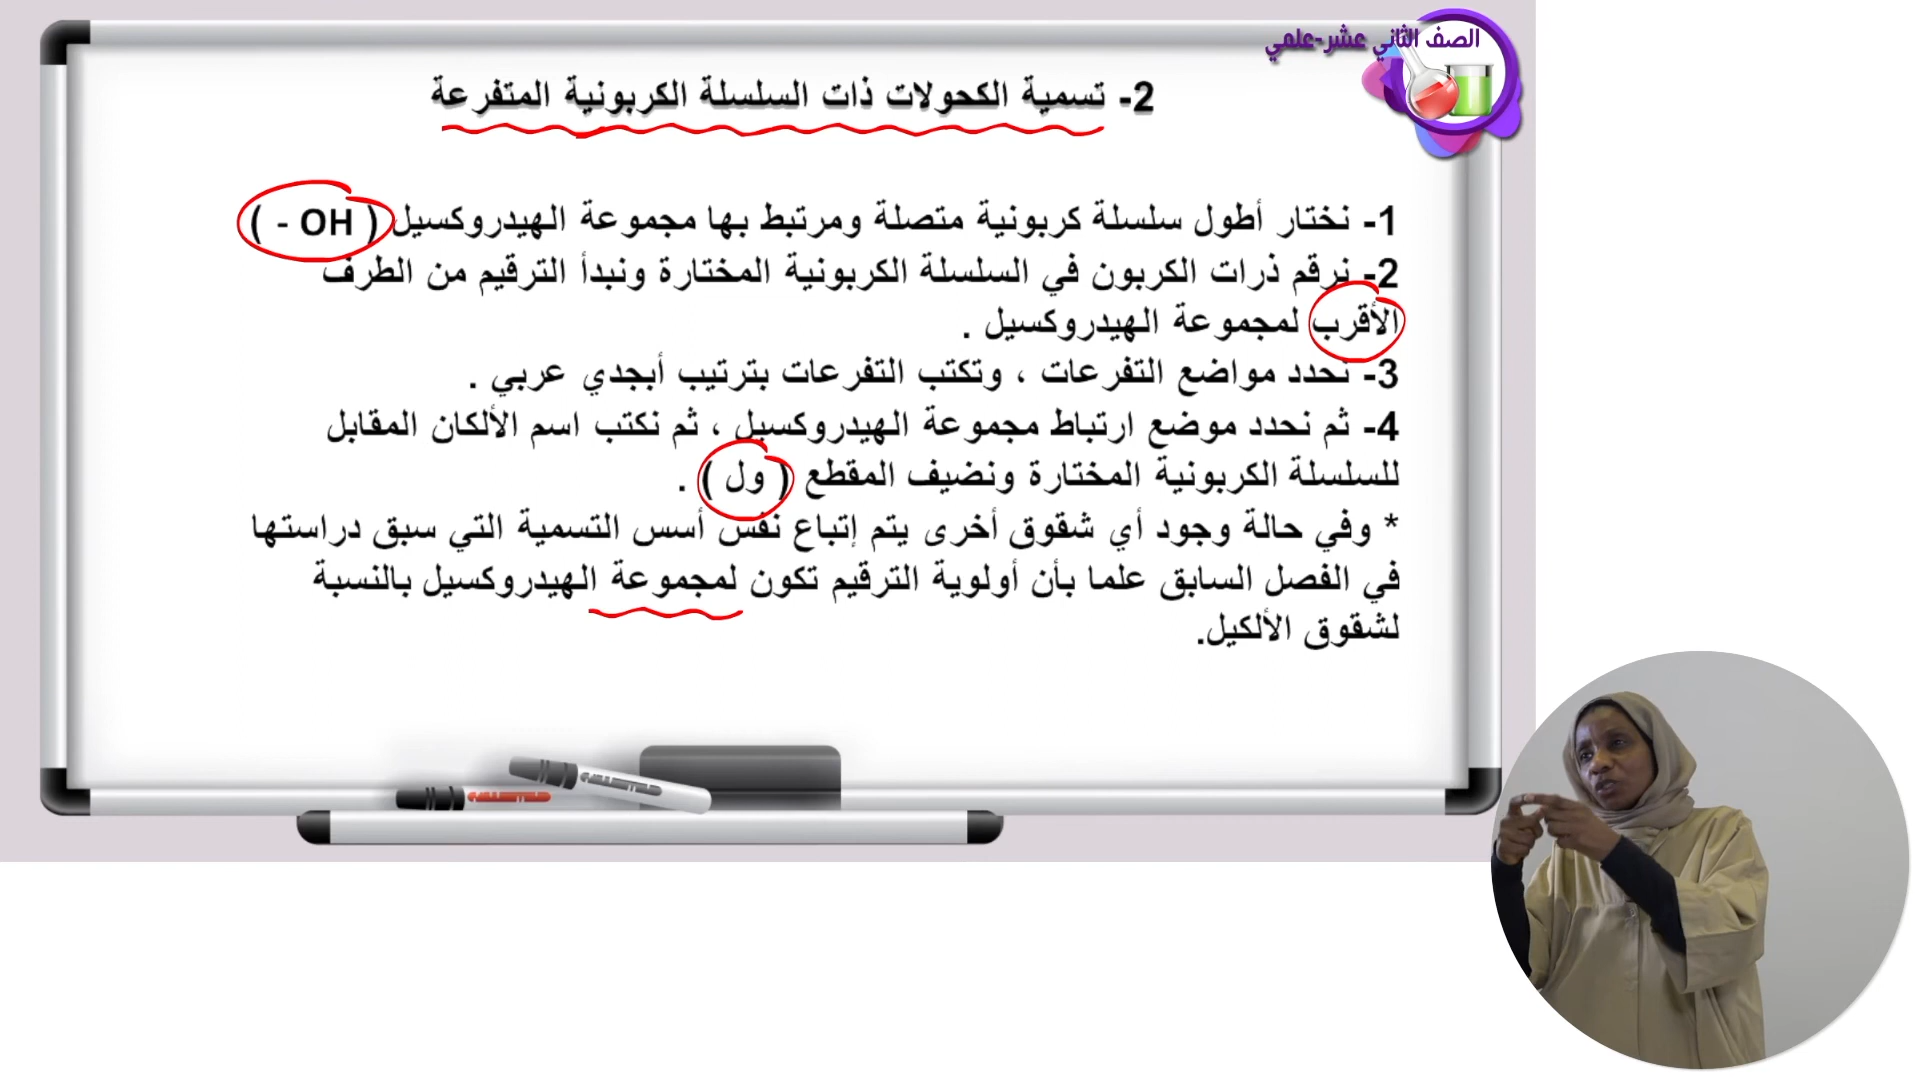 الصف الثاني عشر-علمي
2- تسمية الكحولات ذات السلسلة الكربونية المتفرعة
1- نختار أطول سلسلة كربونية متصلة ومرتبط بها مجموعة الهيدروكسيل ( OH - )
2- نرقم ذرات الكربون في السلسلة الكربونية المختارة ونبدأ الترقيم من الطرف
الأقرب لمجموعة الهيدروكسيل .
3- نحدد مواضع التفرعات ، وتكتب التفرعات بترتيب أبجدي عربي .
4- ثم نحدد موضع ارتباط مجموعة الهيدروكسيل ، ثم نكتب اسم الألكان المقابل
للسلسلة الكربونية المختارة ونضيف المقطع ( ول ) .
* وفي حالة وجود أي شقوق أخرى يتم إتباع نفس أسس التسمية التي سبق دراستها
في الفصل السابق علما بأن أولوية الترقيم تكون لمجموعة الهيدروكسيل بالنسبة
لشقوق الألكيل.